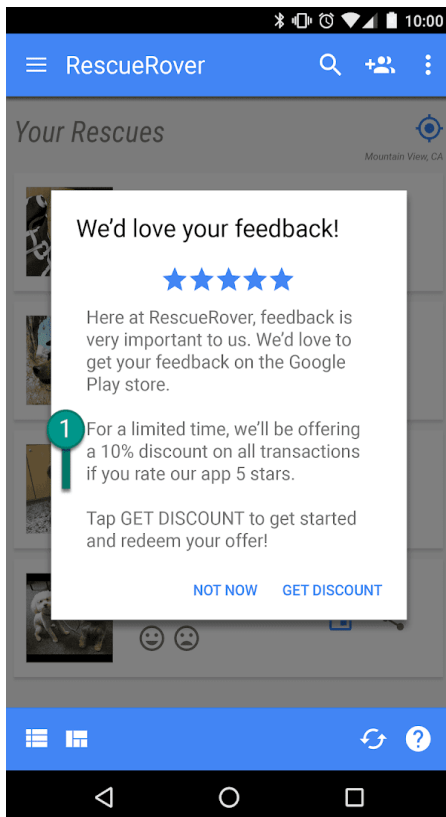 10:00
RescueRover
Your Rescues
Mountain View, CA
We'd love your feedback!
Here at RescueRover, feedback is
very important to us. We'd love to
get your feedback on the Google
Play store.
1
For a limited time, we'll be offering
a 10% discount on all transactions
if you rate our app 5 stars.
Tap GET DISCOUNT to get started
and redeem your offer!
NOT NOW GET DISCOUNT